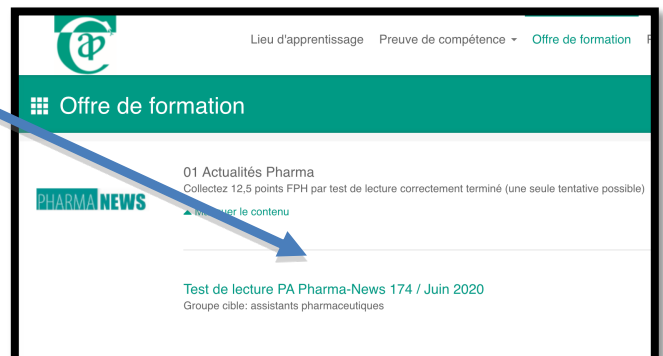 Lieu d'apprentissage Preuve de compétence Offre de formation
Offre de formation
01 Actualités Pharma
Collectez 12,5 points FPH par test de lecture correctement terminé (une seule tentative possible)
PHARMA NEWS
le contenu
Test de lecture PA Pharma-News 174 / Juin 2020
Groupe cible: assistants pharmaceutiques